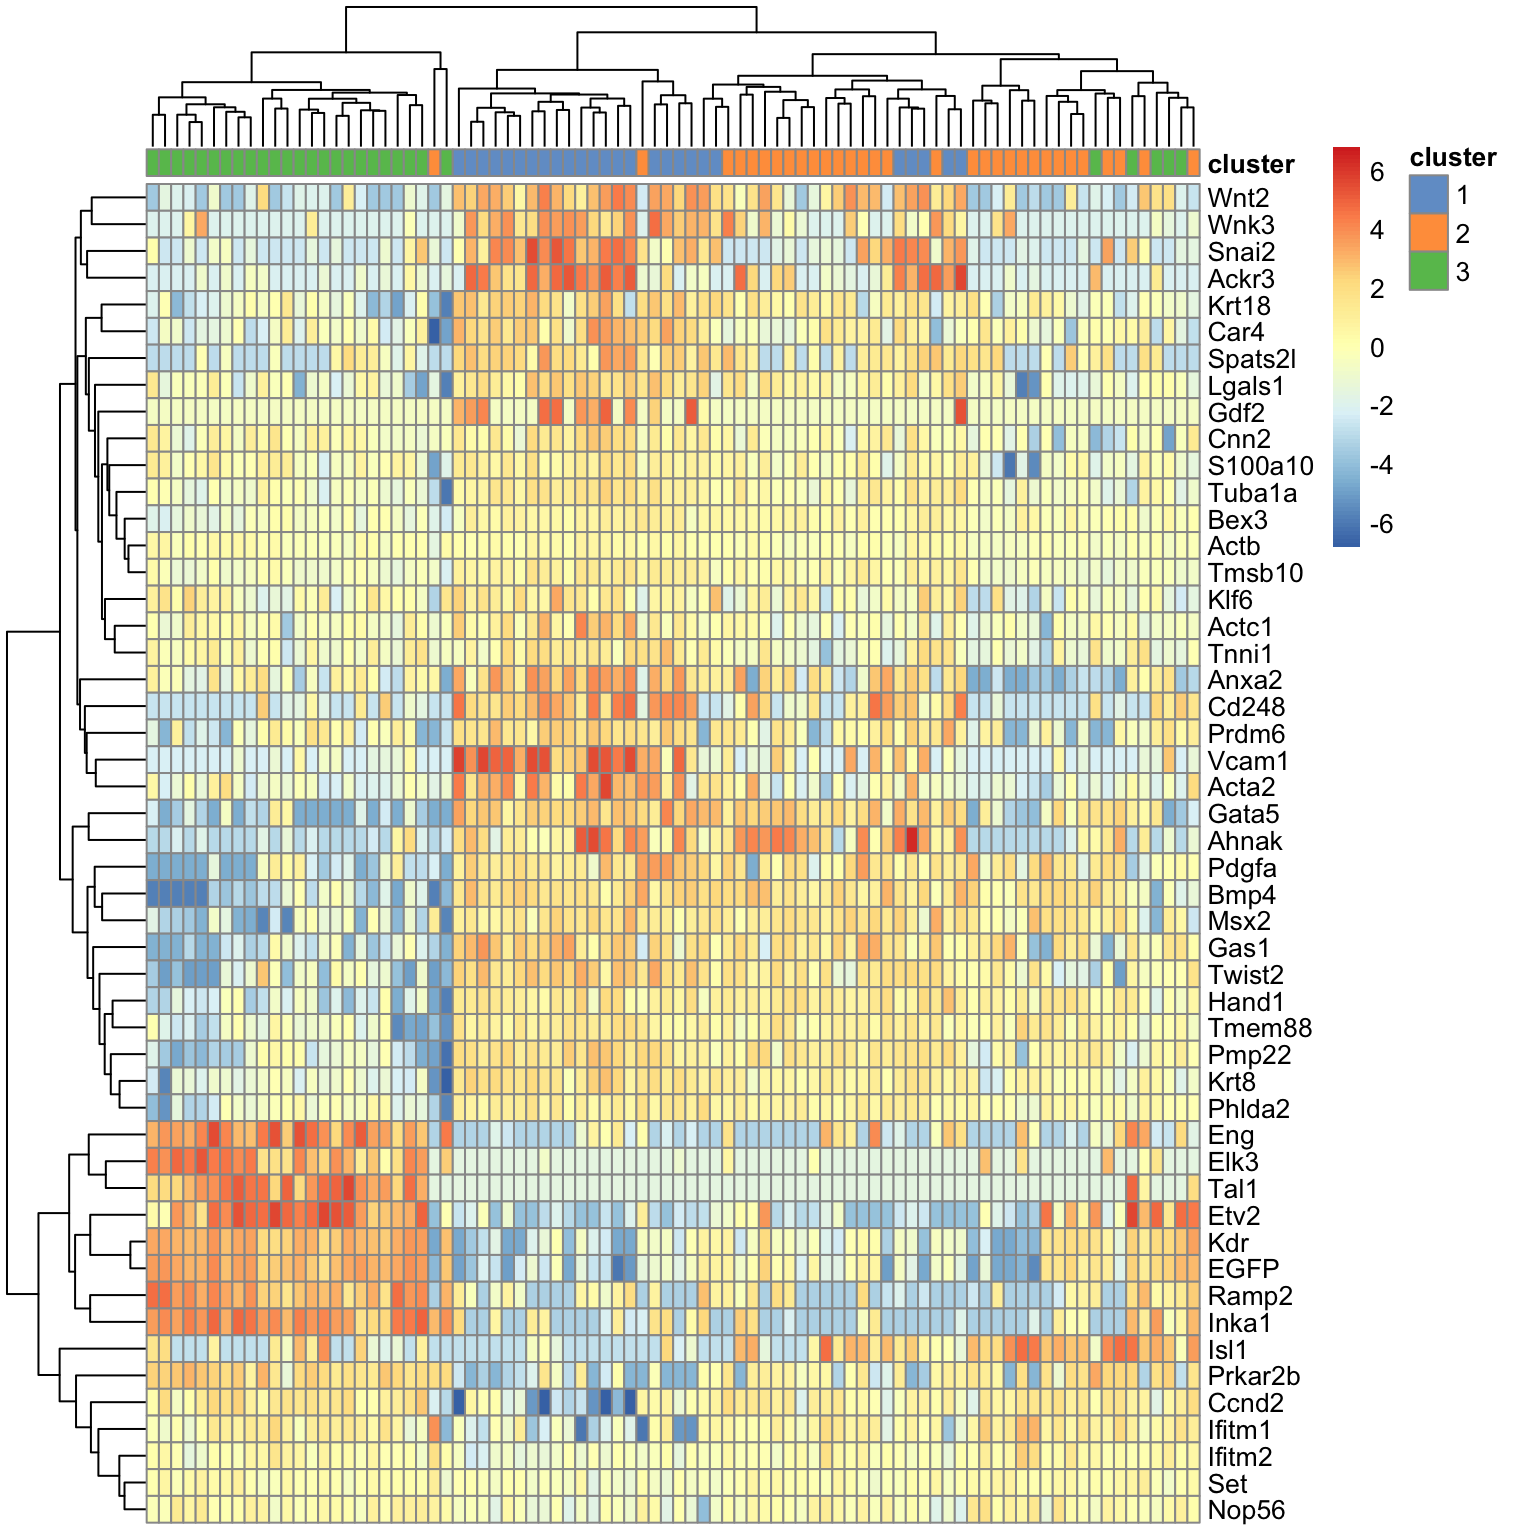 cluster
Wnt2
Wnk3
Snai2
Ackr3
Krt18
Car4
Spats2l
Lgals1
Gdf2
Cnn2
S100a10
Tuba1a
Bex3
Actb
Tmsb10
Klf6
Actc1
Tnni1
Anxa2
Cd248
Prdm6
Vcam1
Acta2
Gata5
Ahnak
Pdgfa
Bmp4
Msx2
Gas1
Twist2
Hand1
Tmem88
Pmp22
Krt8
Phlda2
Eng
Elk3
Tal1
Etv2
Kdr
EGFP
Ramp2
Inka1
Isl1
Prkar2b
Ccnd2
Ifitm1
Ifitm2
Set
Nop56
6
4
2
0
-2
-4
-6
cluster
1
2
3